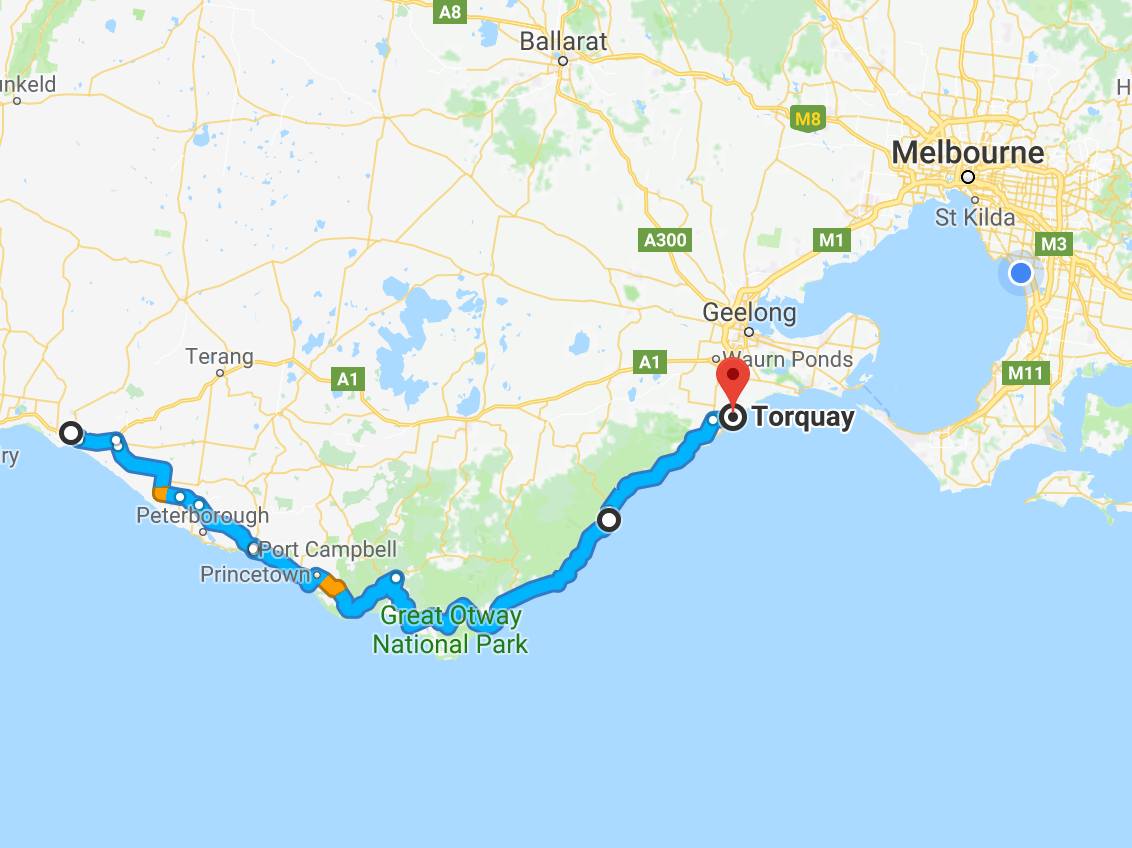 A8
Ballarat
unkeld
H
M8
Melbourne
St Kilda
A300
M1
M3
Geelong
Terang
A1
A1
Waurn Ponds
M11
Torquay
ry
Peterborough
Port Campbell
Princetown
Great Otway
National Park